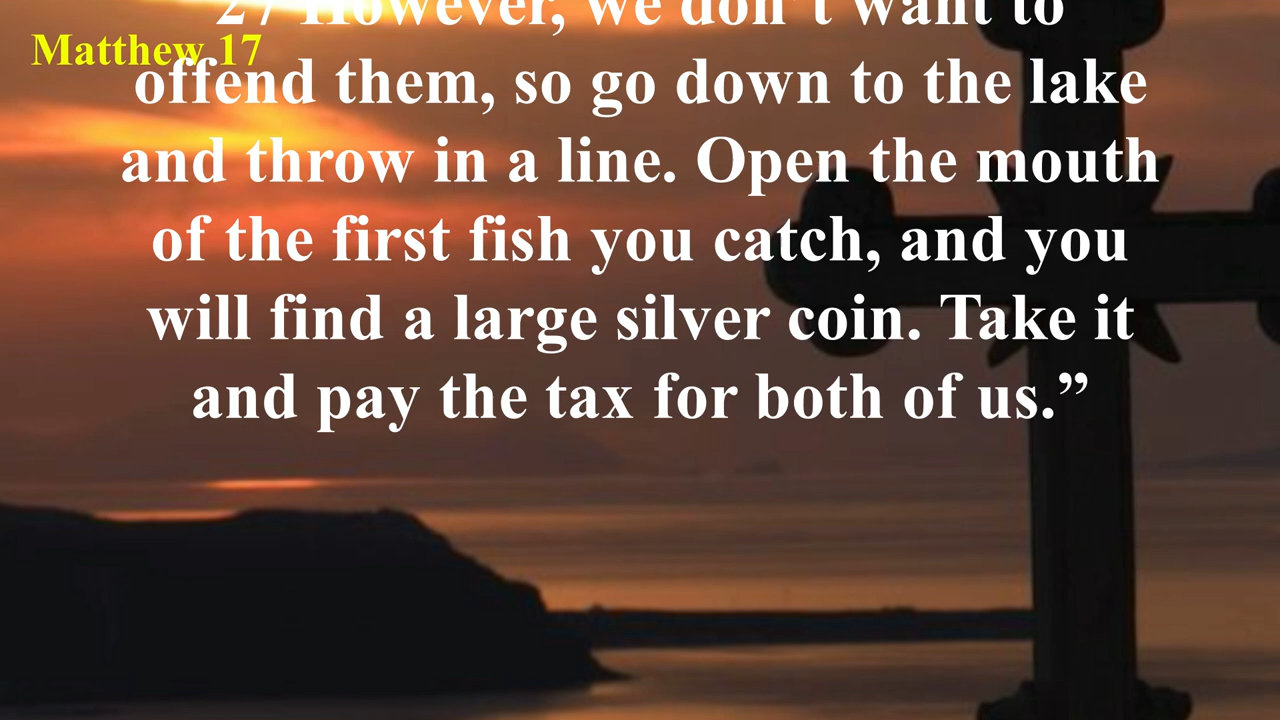 27 However, we don't want to
Matthew 17
offend them, so go down to the lake
and throw in a line. Open the mouth
of the first fish you catch, and you
will find a large silver coin. Take it
and pay the tax for both of us.”